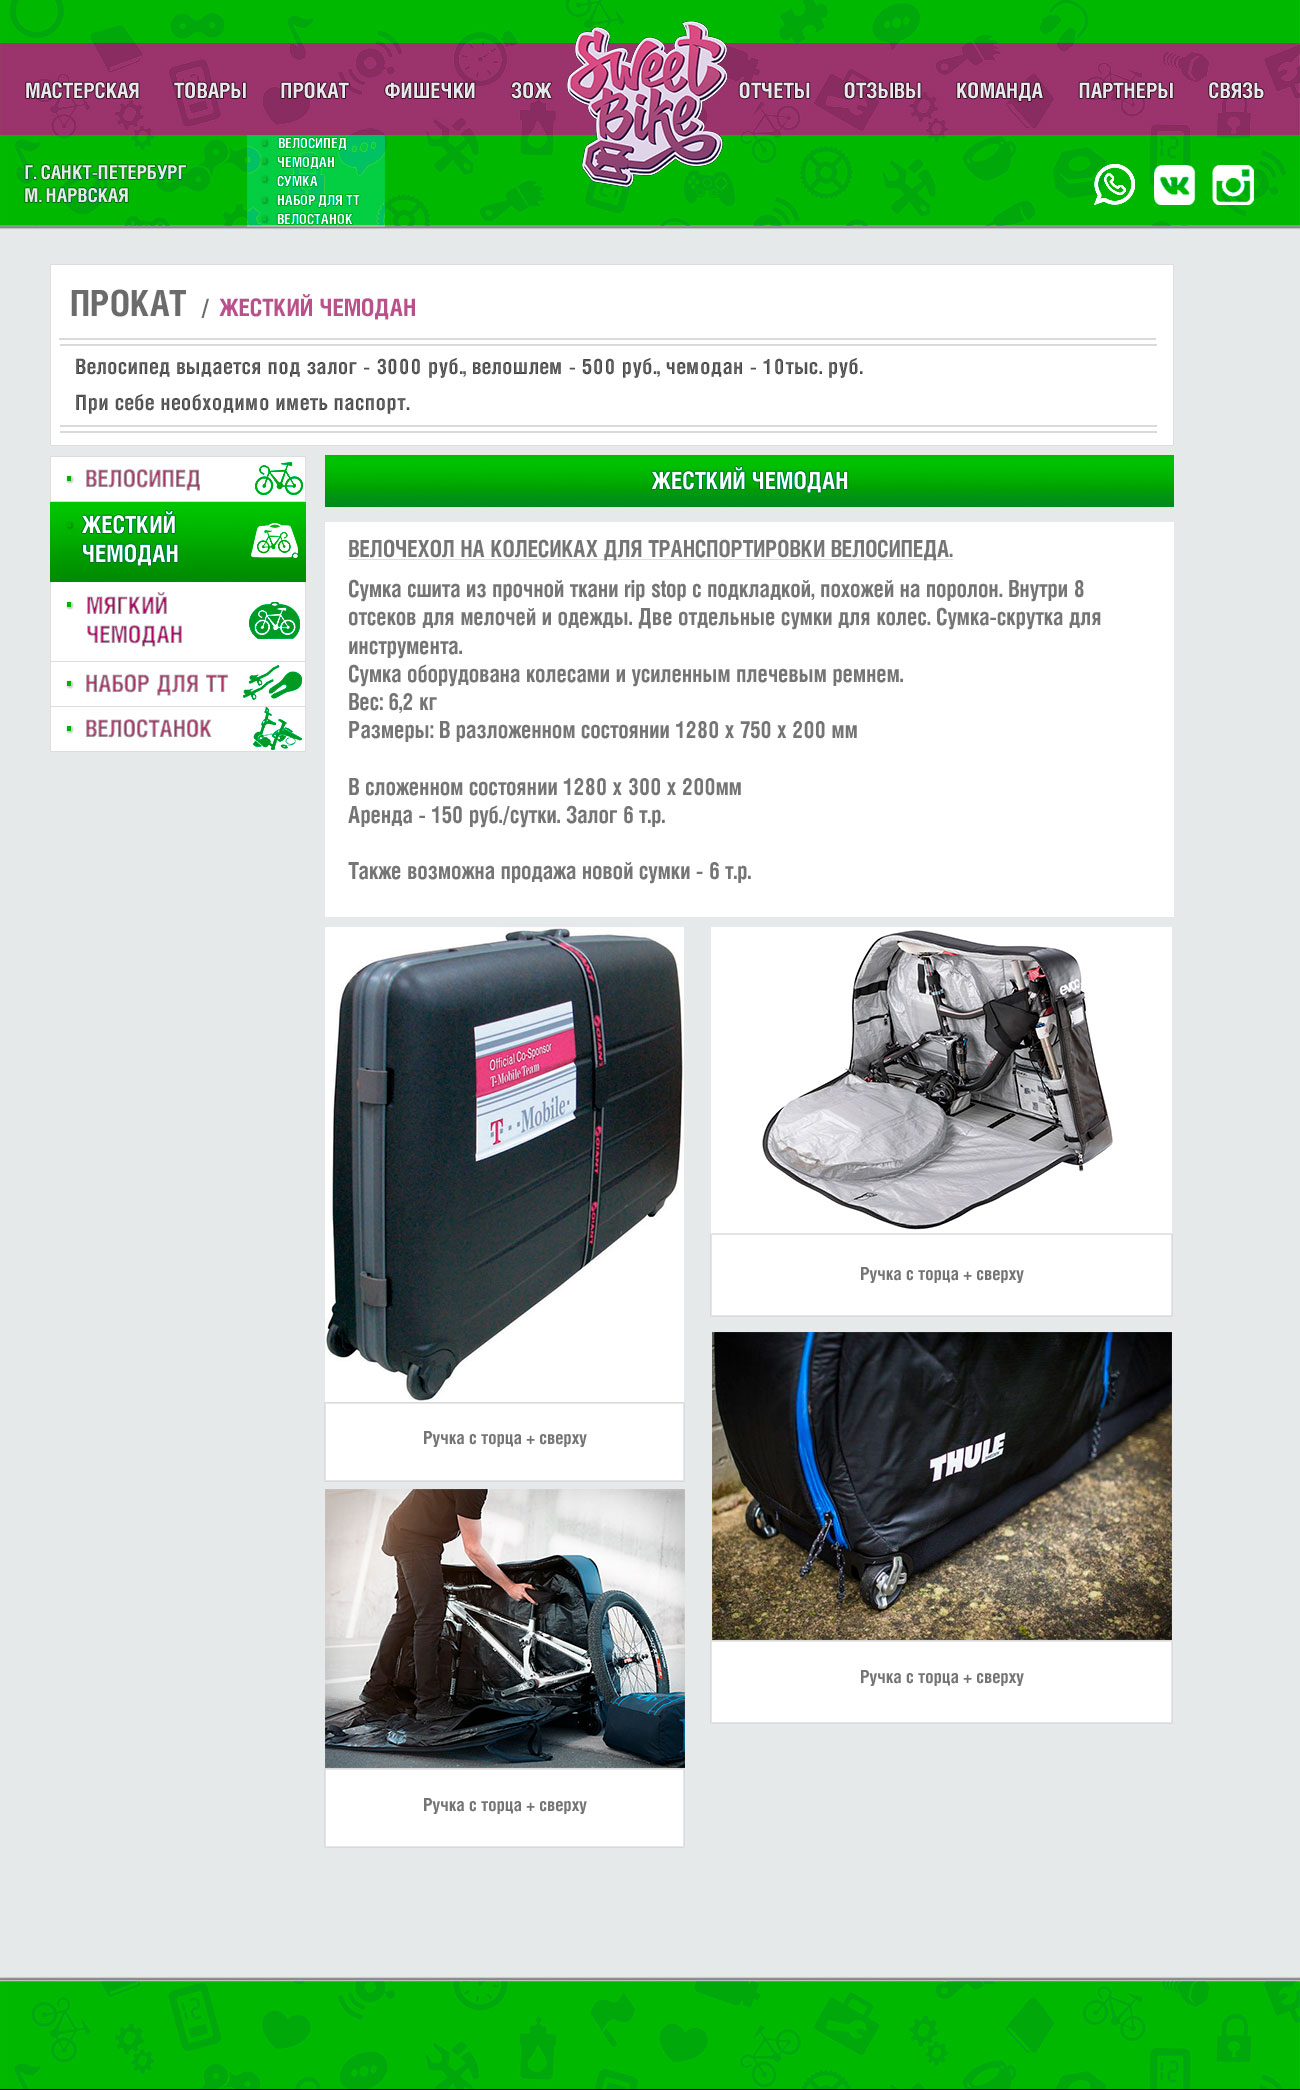 МАСТЕРСКАЯ ТОВАРЫ ПРОКАТ ФИШЕЧКИ ЗОЖ Sweet Bike ОТЧЕТЫ ОТЗЫВЫ КОМАНДА ПАРТНЕРЫ СВЯЗЬ
Г. САНКТ-ПЕТЕРБУРГ
М. НАРВСКАЯ
ВЕЛОСИПЕД
ЧЕМОДАН
СУМКА
НАБОР ДЛЯ ТТ
ВЕЛОСТАНОК
ПРОКАТ / ЖЕСТКИЙ ЧЕМОДАН
Велосипед выдается под залог - 3000 руб., велошлем - 500 руб., чемодан - 10тыс. руб.
При себе необходимо иметь паспорт.
ВЕЛОСИПЕД
ЖЕСТКИЙ
ЧЕМОДАН
МЯГКИЙ
ЧЕМОДАН
НАБОР ДЛЯ ТТ
ВЕЛОСТАНОК
ЖЕСТКИЙ ЧЕМОДАН
ВЕЛОЧЕХОЛ НА КОЛЕСИКАХ ДЛЯ ТРАНСПОРТИРОВКИ ВЕЛОСИПЕДА.
Сумка сшита из прочной ткани rip stop с подкладкой, похожей на поролон. Внутри 8
отсеков для мелочей и одежды. Две отдельные сумки для колес. Сумка-скрутка для
инструмента.
Сумка оборудована колесами и усиленным плечевым ремнем.
Вес: 6,2 кг
Размеры: В разложенном состоянии 1280 х 750 х 200 мм
В сложенном состоянии 1280 х 300 х 200мм
Аренда - 150 руб./сутки. Залог 6 т.р.
Также возможна продажа новой сумки - 6 т.р.
GIANT
GIANT
GIANT
Official Co-Sponsor
T-Mobile Team
T··Mobile·
evoc
Ручка с торца + сверху
THULE
Ручка с торца + сверху
Ручка с торца + сверху
Ручка с торца + сверху